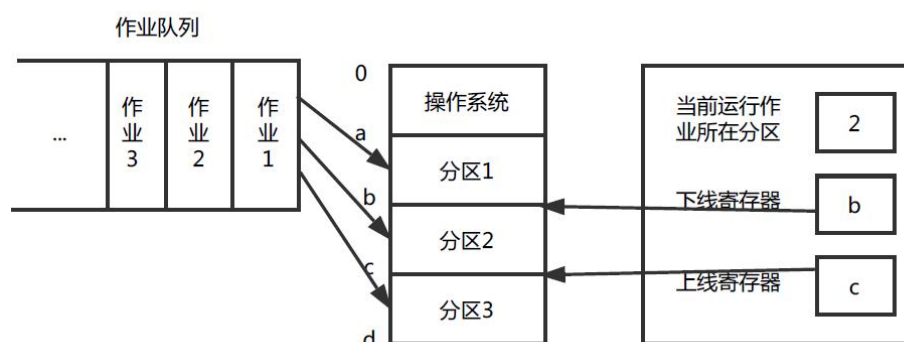 作业队列
...
作
业
3
作
业
2
作
业
1
0
a
b
c
d
操作系统
分区1
分区2
分区3
当前运行作
业所在分区
2
下线寄存器
b
上线寄存器
c